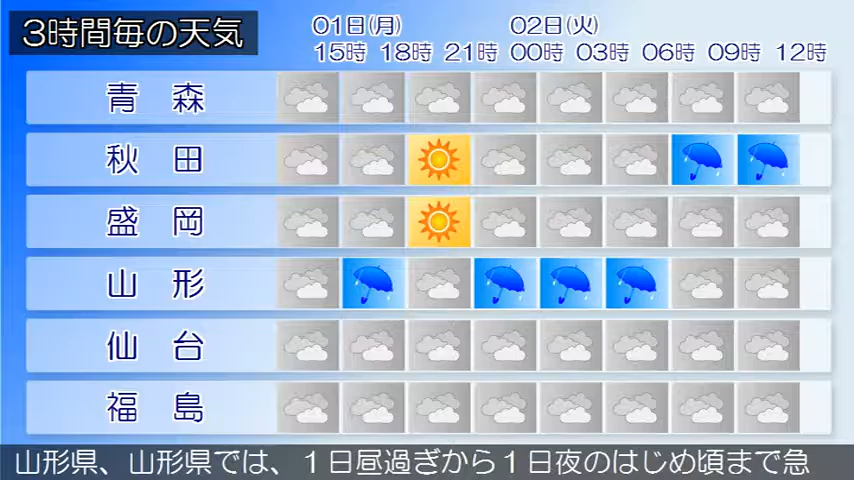 3時間毎の天気
01日(月) 02日(火)
15時 18時 21時 00時 03時 06時 09時 12時
青 森
秋 田
盛 岡
山 形
仙 台
福 島
山形県、山形県では、１日昼過ぎから１日夜のはじめ頃まで急